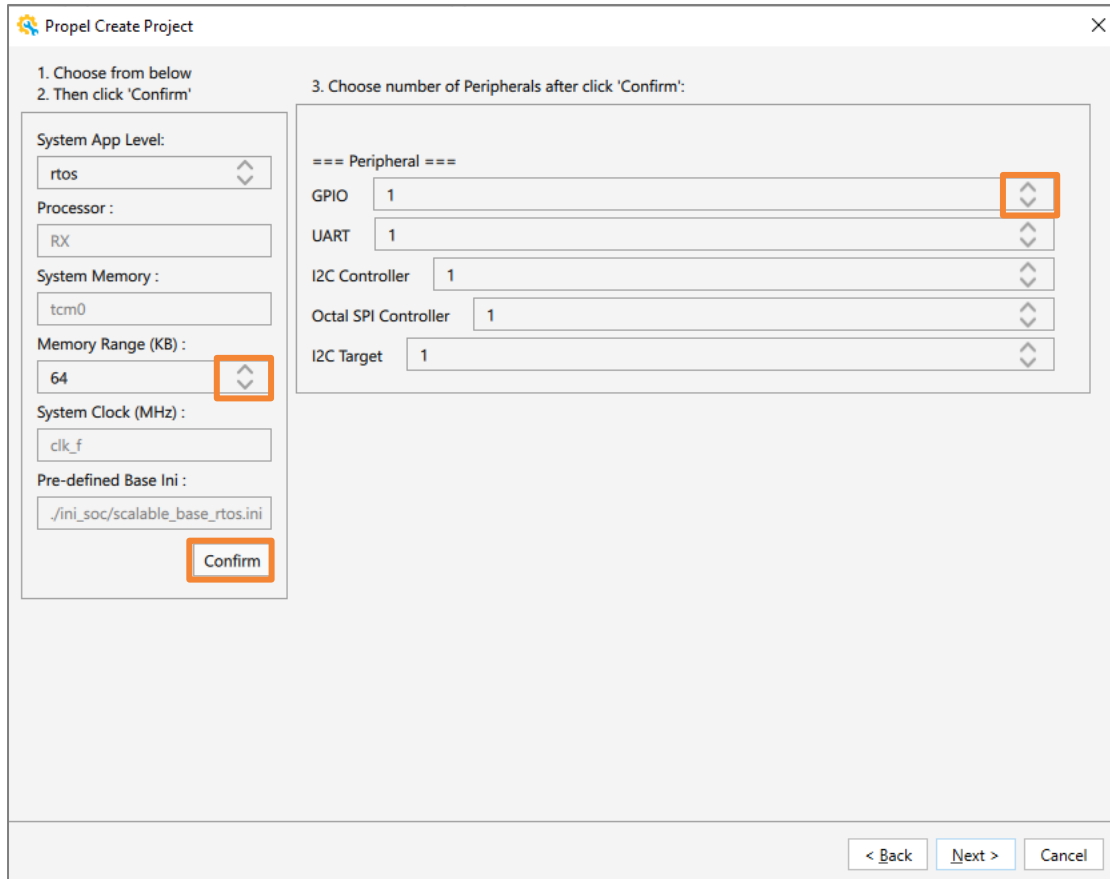 Propel Create Project
1. Choose from below
2. Then click 'Confirm'
System App Level:
rtos
Processor :
RX
System Memory :
tcm0
Memory Range (KB) :
64
System Clock (MHz) :
clk_f
Pre-defined Base Ini :
./ini_soc/scalable_base_rtos.ini
Confirm
3. Choose number of Peripherals after click 'Confirm':
=== Peripheral ===
GPIO 1
UART 1
I2C Controller 1
Octal SPI Controller 1
I2C Target 1
< Back Next > Cancel